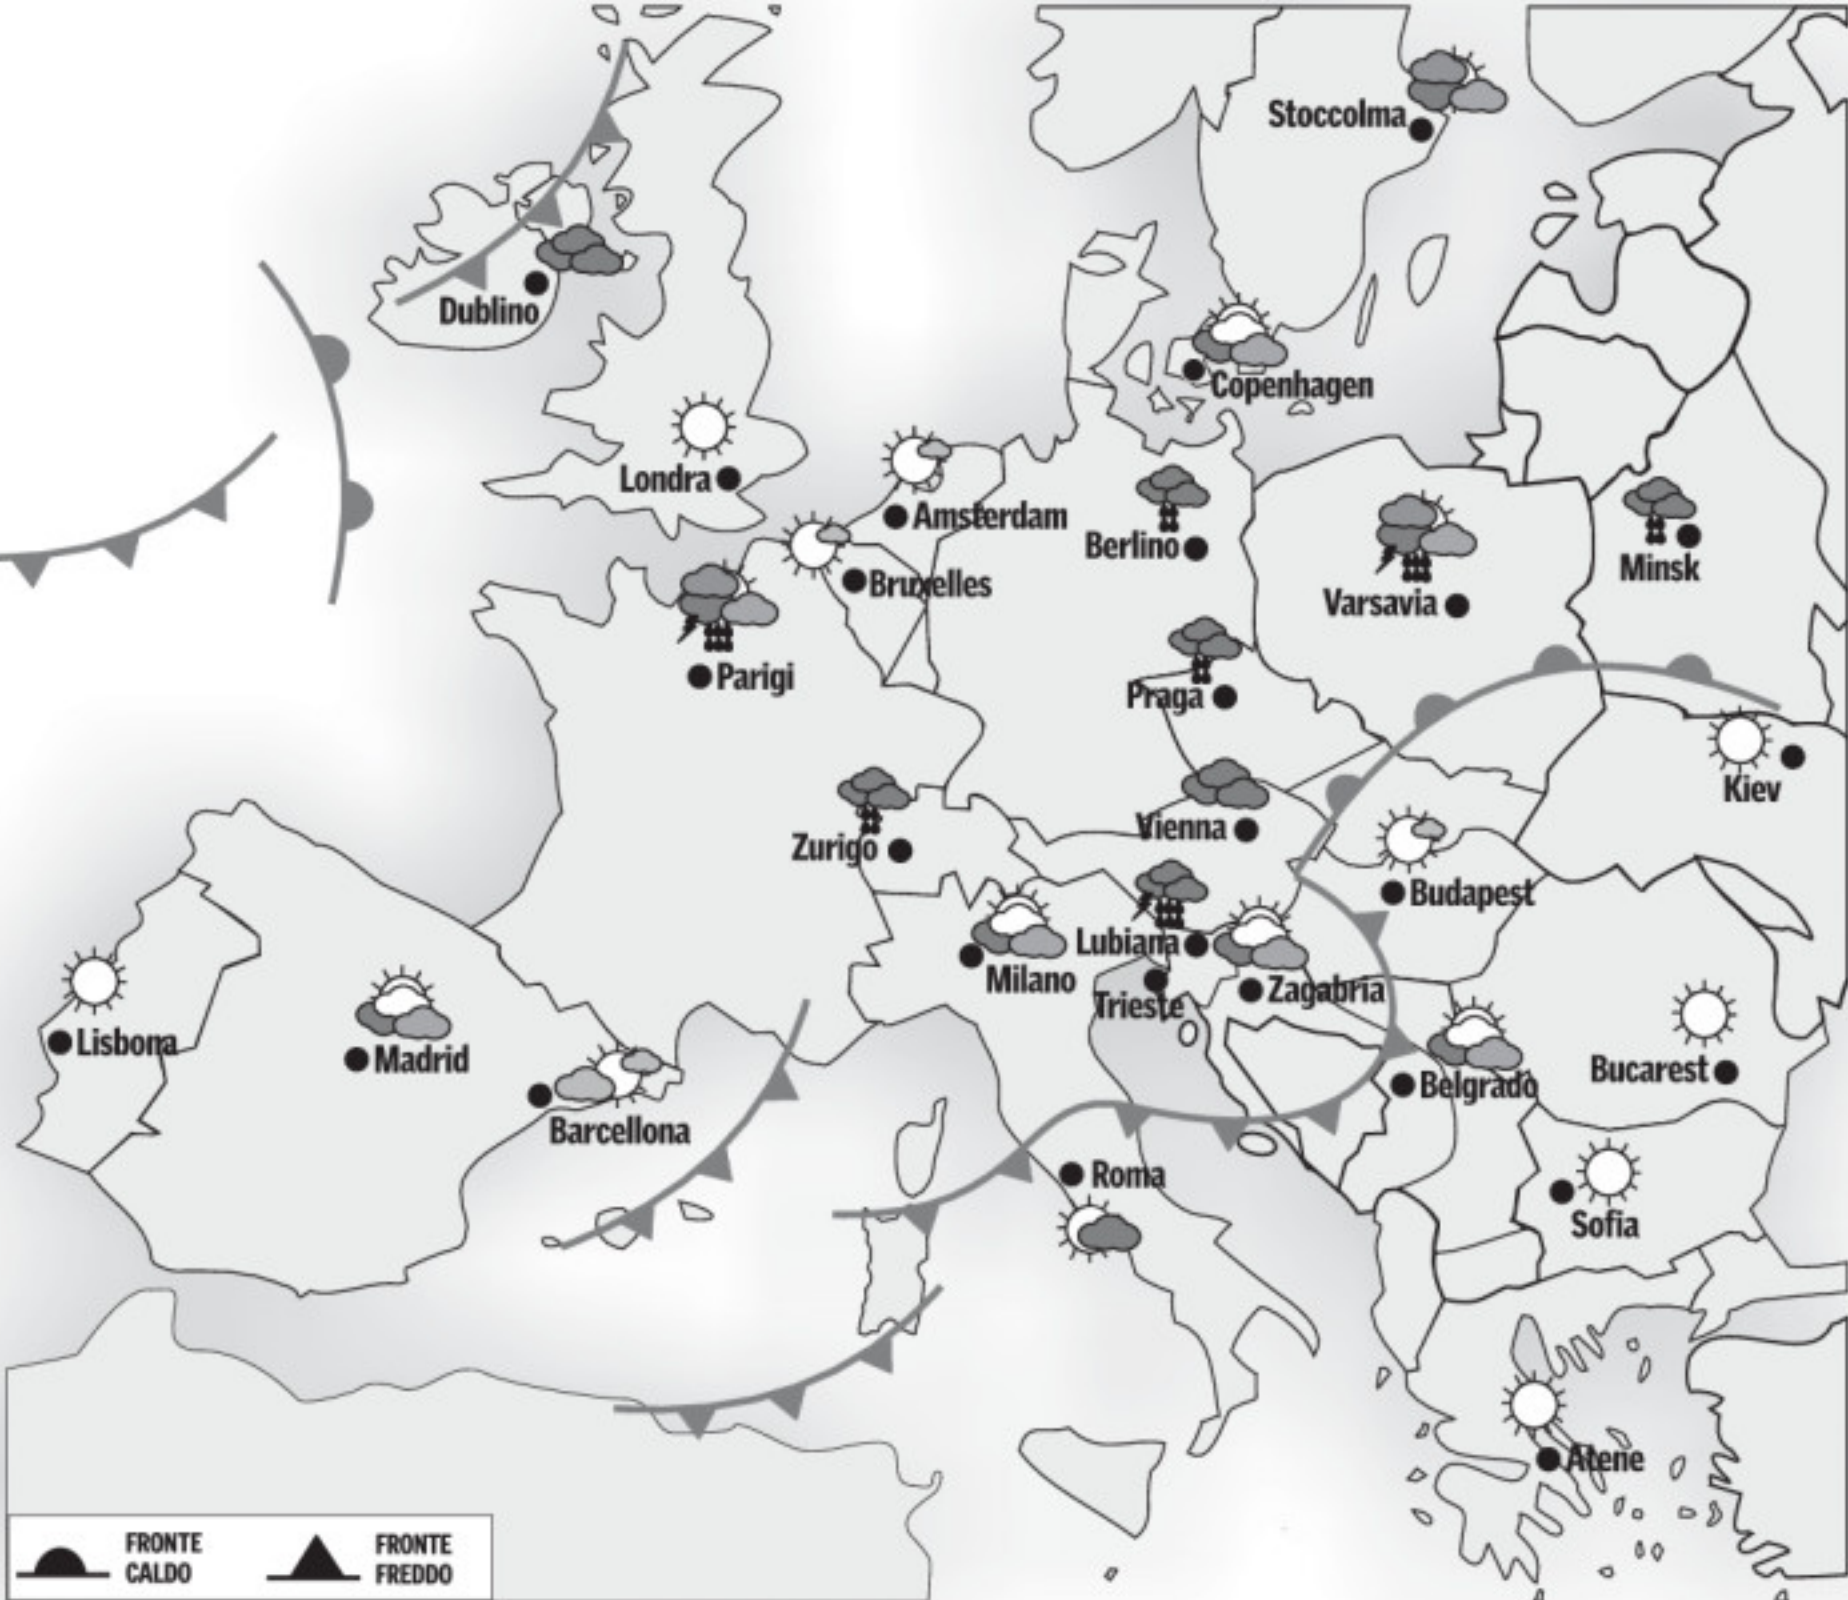 Stoccolma
Dublino
Copenhagen
Londra
Amsterdam
Berlino
Minsk
Bruxelles
Varsavia
Parigi
Praga
Kiev
Vienna
Zurigo
Budapest
Lubiana
Milano
Trieste
Zagabria
Lisbona
Madrid
Belgrado
Bucarest
Barcellona
Roma
Sofia
Atene
FRONTE
CALDO
FRONTE
FREDDO